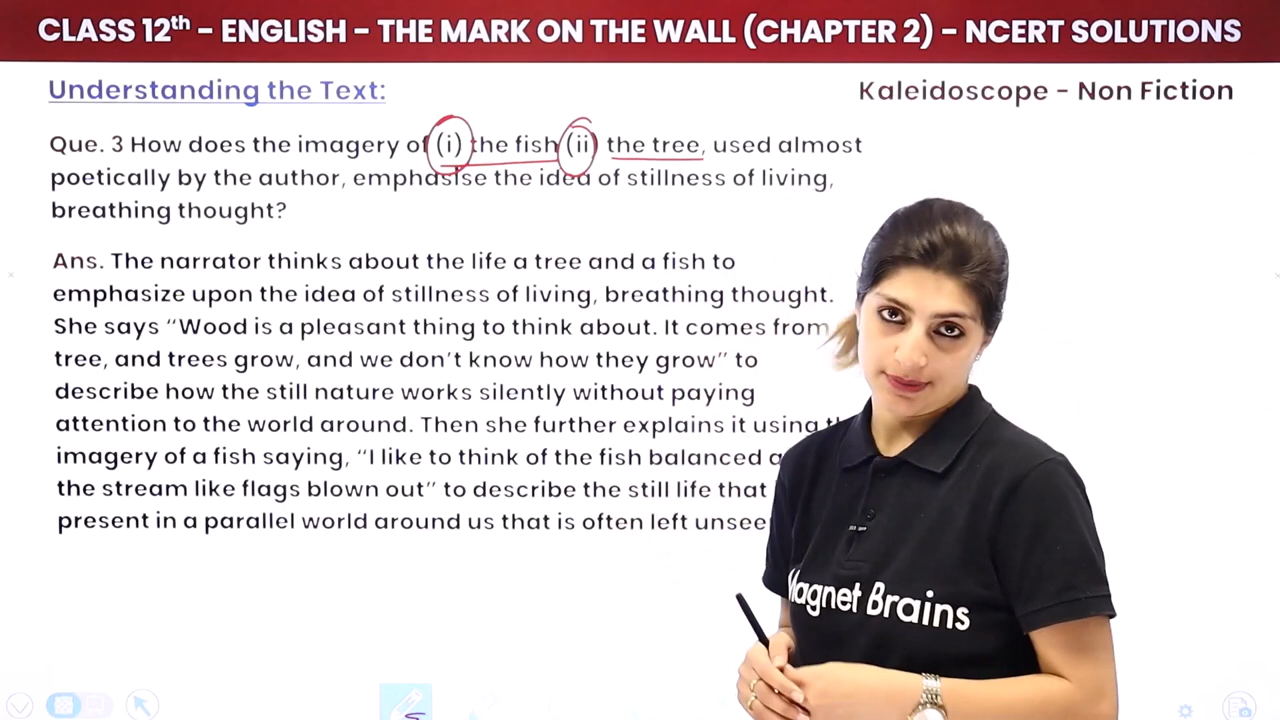 CLASS 12th – ENGLISH – THE MARK ON THE WALL (CHAPTER 2) – NCERT SOLUTIONS
Understanding the Text:
Kaleidoscope – Non Fiction
Que. 3 How does the imagery of (i) the fish (ii) the tree, used almost
poetically by the author, emphasise the idea of stillness of living,
breathing thought?
Ans. The narrator thinks about the life a tree and a fish to
emphasize upon the idea of stillness of living, breathing thought.
She says “Wood is a pleasant thing to think about. It comes from
tree, and trees grow, and we don’t know how they grow” to
describe how the still nature works silently without paying
attention to the world around. Then she further explains it using
imagery of a fish saying, “I like to think of the fish balanced
the stream like flags blown out” to describe the still life that
present in a parallel world around us that is often left
Magnet Brains